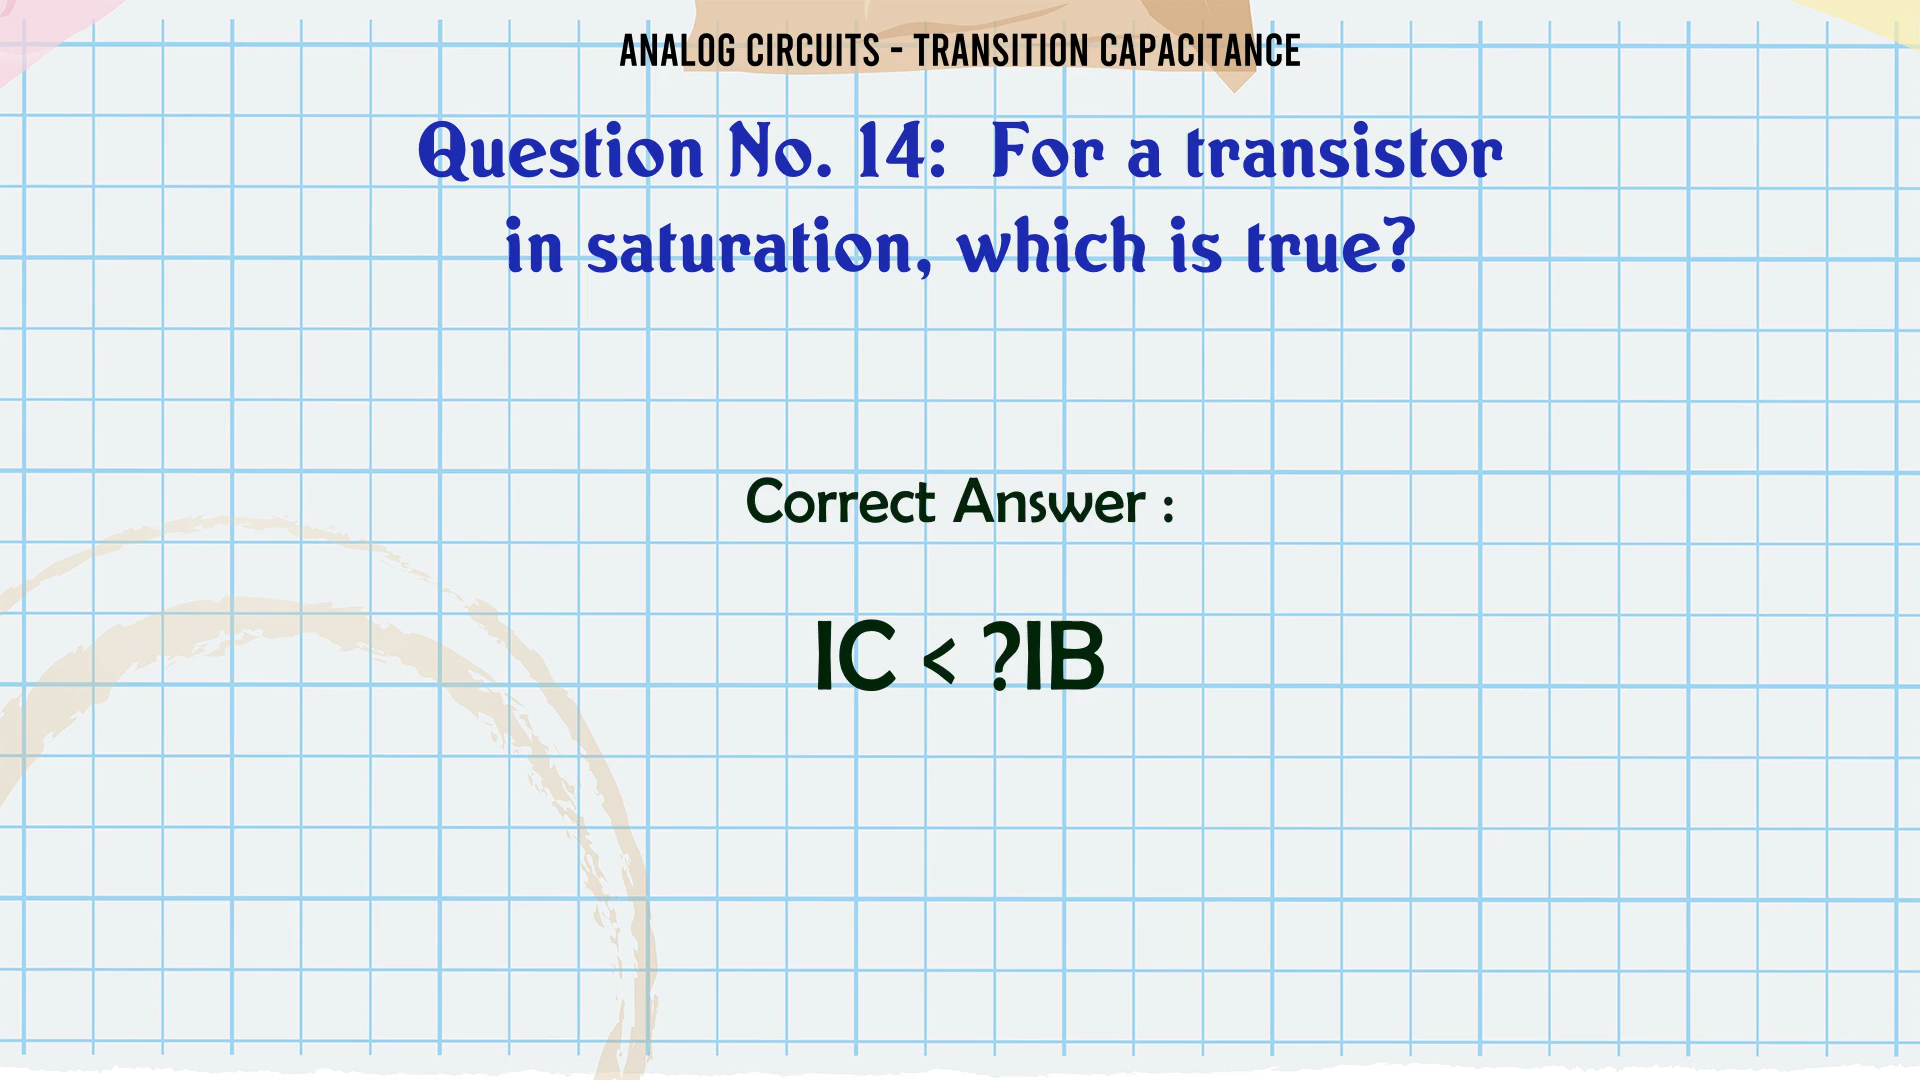 ANALOG CIRCUITS - TRANSITION CAPACITANCE
Question No. 14: For a transistor
in saturation, which is true?
Correct Answer :
IC < ?IB